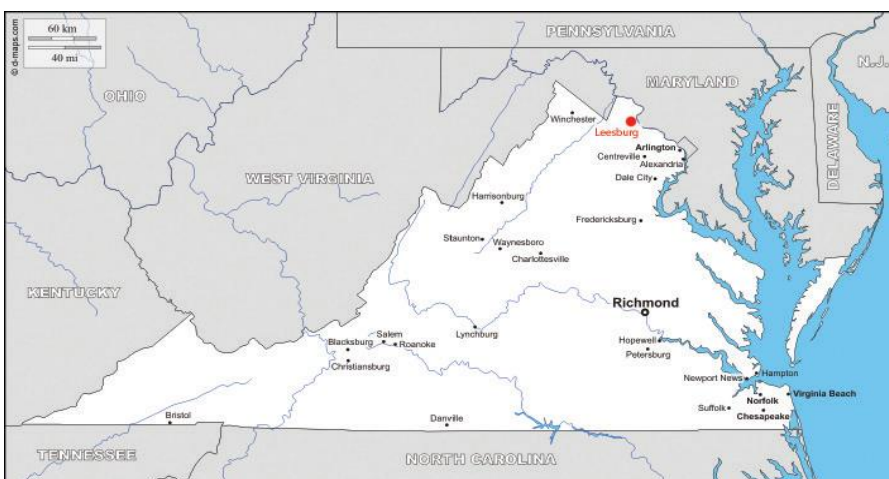 60 km
40 mi
© d-maps.com
PENNSYLVANIA
N.J.
OHIO
MARYLAND
DELAWARE
WEST VIRGINIA
KENTUCKY
TENNESSEE
NORTH CAROLINA
Winchester
Leesburg
Arlington
Centreville
Alexandria
Dale City
Harrisonburg
Fredericksburg
Staunton
Waynesboro
Charlottesville
Richmond
Lynchburg
Salem
Blacksburg
Roanoke
Christiansburg
Hopewell
Petersburg
Hampton
Newport News
Virginia Beach
Norfolk
Suffolk
Chesapeake
Bristol
Danville